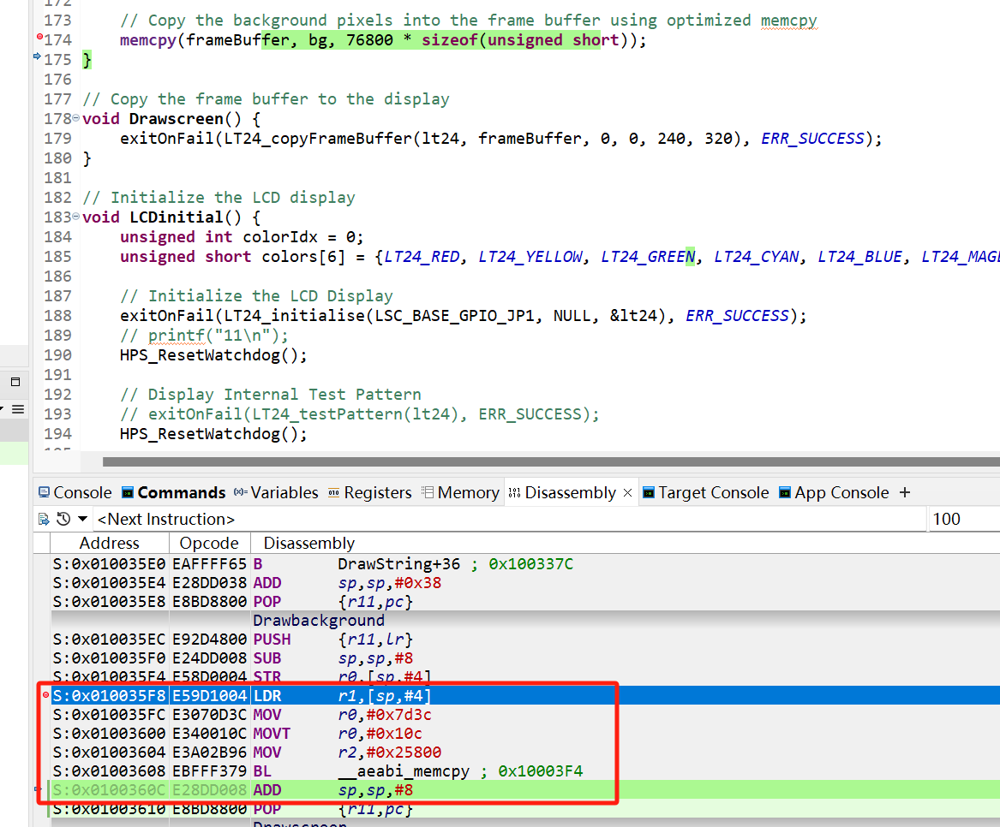 172
173 // Copy the background pixels into the frame buffer using optimized memcpy
174 memcpy(frameBuffer, bg, 76800 * sizeof(unsigned short));
175 }
176
177 // Copy the frame buffer to the display
178 void Drawscreen() {
179 exitOnFail(LT24_copyFrameBuffer(lt24, frameBuffer, 0, 0, 240, 320), ERR_SUCCESS);
180 }
181
182 // Initialize the LCD display
183 void LCDinitial() {
184 unsigned int colorIdx = 0;
185 unsigned short colors[6] = {LT24_RED, LT24_YELLOW, LT24_GREEN, LT24_CYAN, LT24_BLUE, LT24_MAGE
186
187 // Initialize the LCD Display
188 exitOnFail(LT24_initialise(LSC_BASE_GPIO_JP1, NULL, &lt24), ERR_SUCCESS);
189 // printf("11\n");
190 HPS_ResetWatchdog();
191
192 // Display Internal Test Pattern
193 // exitOnFail(LT24_testPattern(lt24), ERR_SUCCESS);
194 HPS_ResetWatchdog();
Console Commands Variables Registers Memory Disassembly Target Console App Console
<Next Instruction> 100
Address Opcode Disassembly
S:0x010035E0 EAFFFF65 B DrawString+36 ; 0x100337C
S:0x010035E4 E28DD038 ADD sp,sp,#0x38
S:0x010035E8 E8BD8800 POP {r11,pc}
Drawbackground
S:0x010035EC E92D4800 PUSH {r11,lr}
S:0x010035F0 E24DD008 SUB sp,sp,#8
S:0x010035F4 E58D0004 STR r0,[sp,#4]
S:0x010035F8 E59D1004 LDR r1,[sp,#4]
S:0x010035FC E3070D3C MOV r0,#0x7d3c
S:0x01003600 E340010C MOVT r0,#0x10c
S:0x01003604 E3A02B96 MOV r2,#0x25800
S:0x01003608 EBFFF379 BL __aeabi_memcpy ; 0x10003F4
S:0x0100360C E28DD008 ADD sp,sp,#8
S:0x01003610 E8BD8800 POP {r11,pc}
Drawscreen